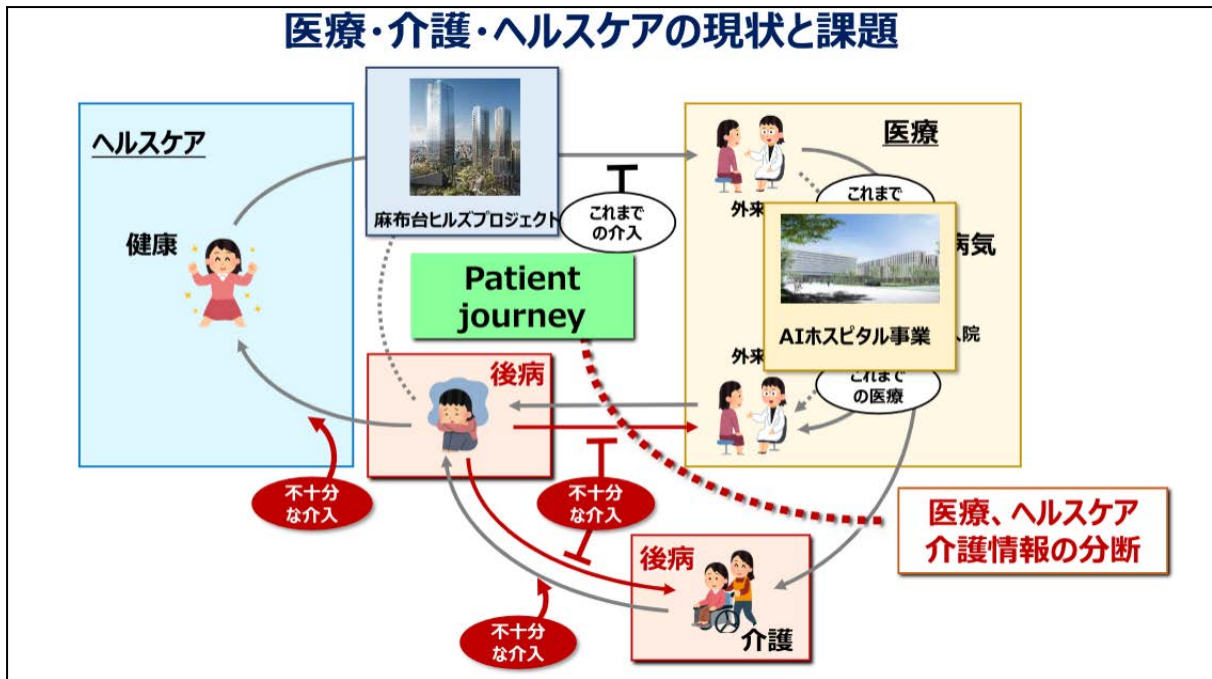 医療・介護・ヘルスケアの現状と課題
ヘルスケア
健康
麻布台ヒルズプロジェクト
これまで
の介入
医療
外来
これまで
病気
AIホスピタル事業
入院
外来
これまで
の医療
Patient
journey
後病
不十分
な介入
不十分
な介入
不十分
な介入
後病
介護
医療、ヘルスケア
介護情報の分断